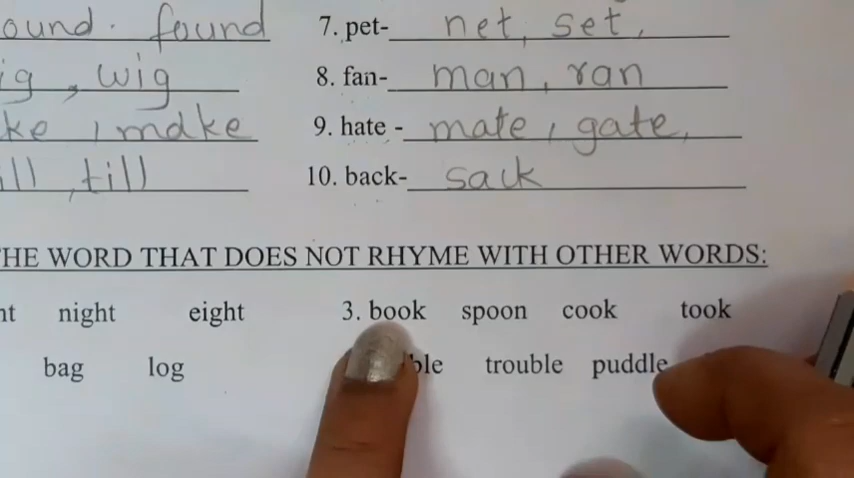 ound. found
7. pet- net, set,
ig, wig
8. fan- man, ran
ke, make
9. hate - mate, gate,
ill, till
10. back- sack
HE WORD THAT DOES NOT RHYME WITH OTHER WORDS:
night eight 3. book spoon cook took
bag log ble trouble puddle